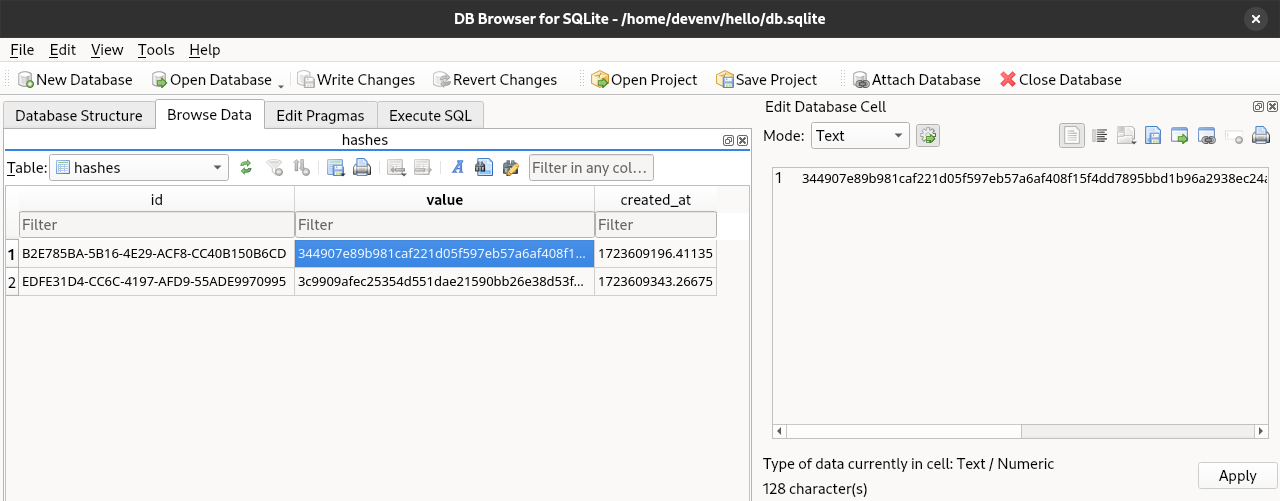 DB Browser for SQLite - /home/devenv/hello/db.sqlite
File Edit View Tools Help
New Database Open Database Write Changes Revert Changes Open Project Save Project Attach Database Close Database
Database Structure Browse Data Edit Pragmas Execute SQL
hashes
Table: hashes Filter in any col...
id value created_at
Filter Filter Filter
1 B2E785BA-5B16-4E29-ACF8-CC40B150B6CD 344907e89b981caf221d05f597eb57a6af408f1... 1723609196.41135
2 EDFE31D4-CC6C-4197-AFD9-55ADE9970995 3c9909afec25354d551dae21590bb26e38d53f... 1723609343.26675
Edit Database Cell
Mode: Text
1 344907e89b981caf221d05f597eb57a6af408f15f4dd7895bbd1b96a2938ec24a
Type of data currently in cell: Text / Numeric
128 character(s)
Apply